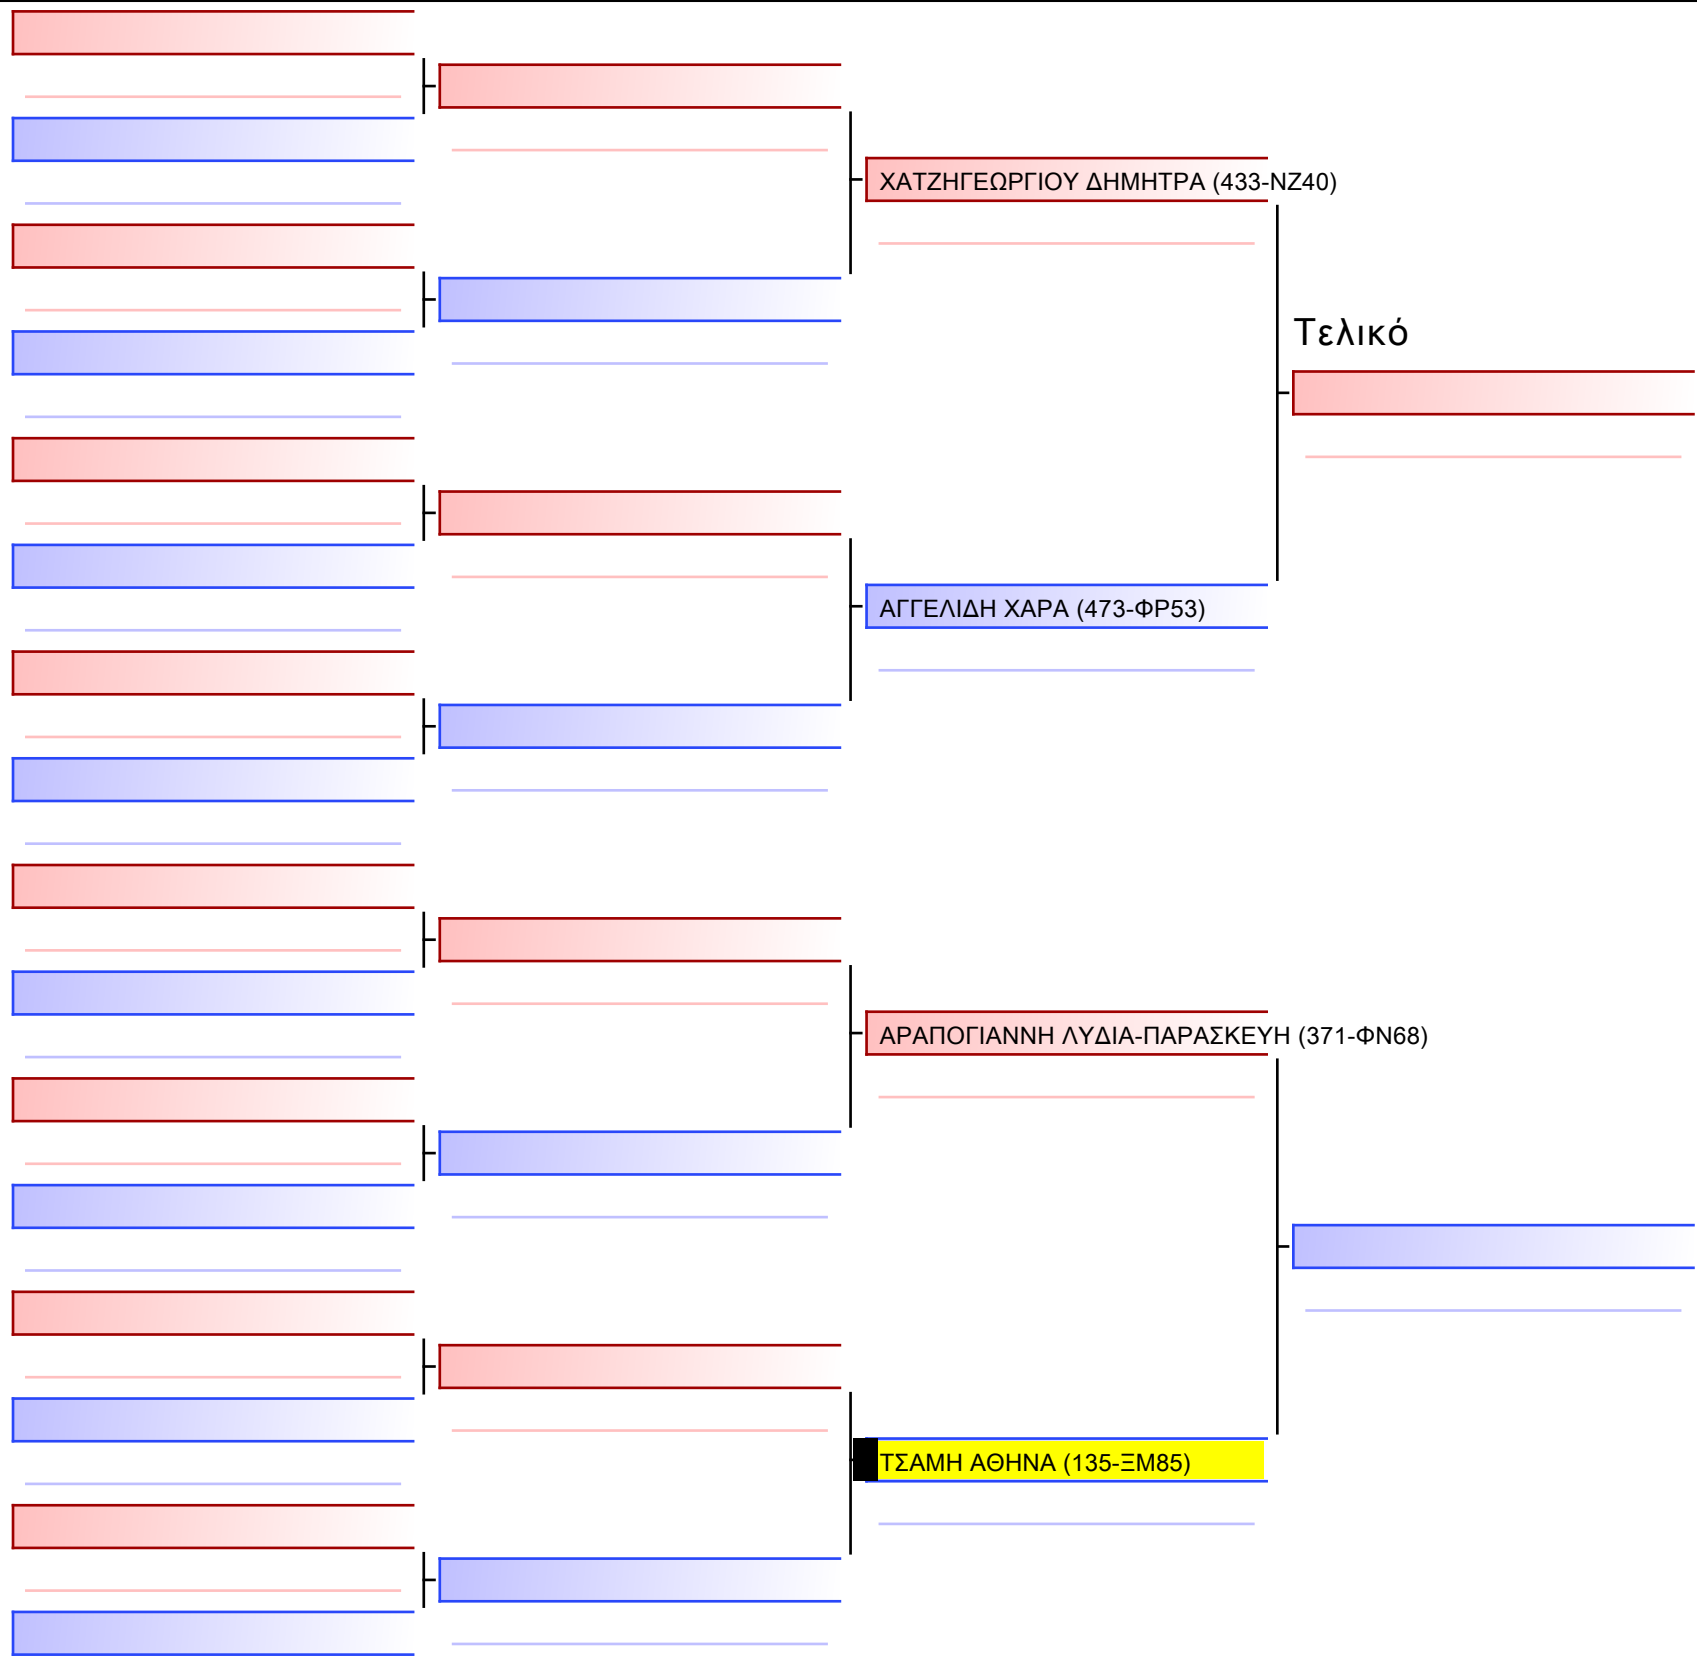 ΧΑΤΖΗΓΕΩΡΓΙΟΥ ΔΗΜΗΤΡΑ (433-ΝΖ40)
Τελικό
ΑΓΓΕΛΙΔΗ ΧΑΡΑ (473-ΦΡ53)
ΑΡΑΠΟΓΙΑΝΝΗ ΛΥΔΙΑ-ΠΑΡΑΣΚΕΥΗ (371-ΦΝ68)
ΤΣΑΜΗ ΑΘΗΝΑ (135-ΞΜ85)